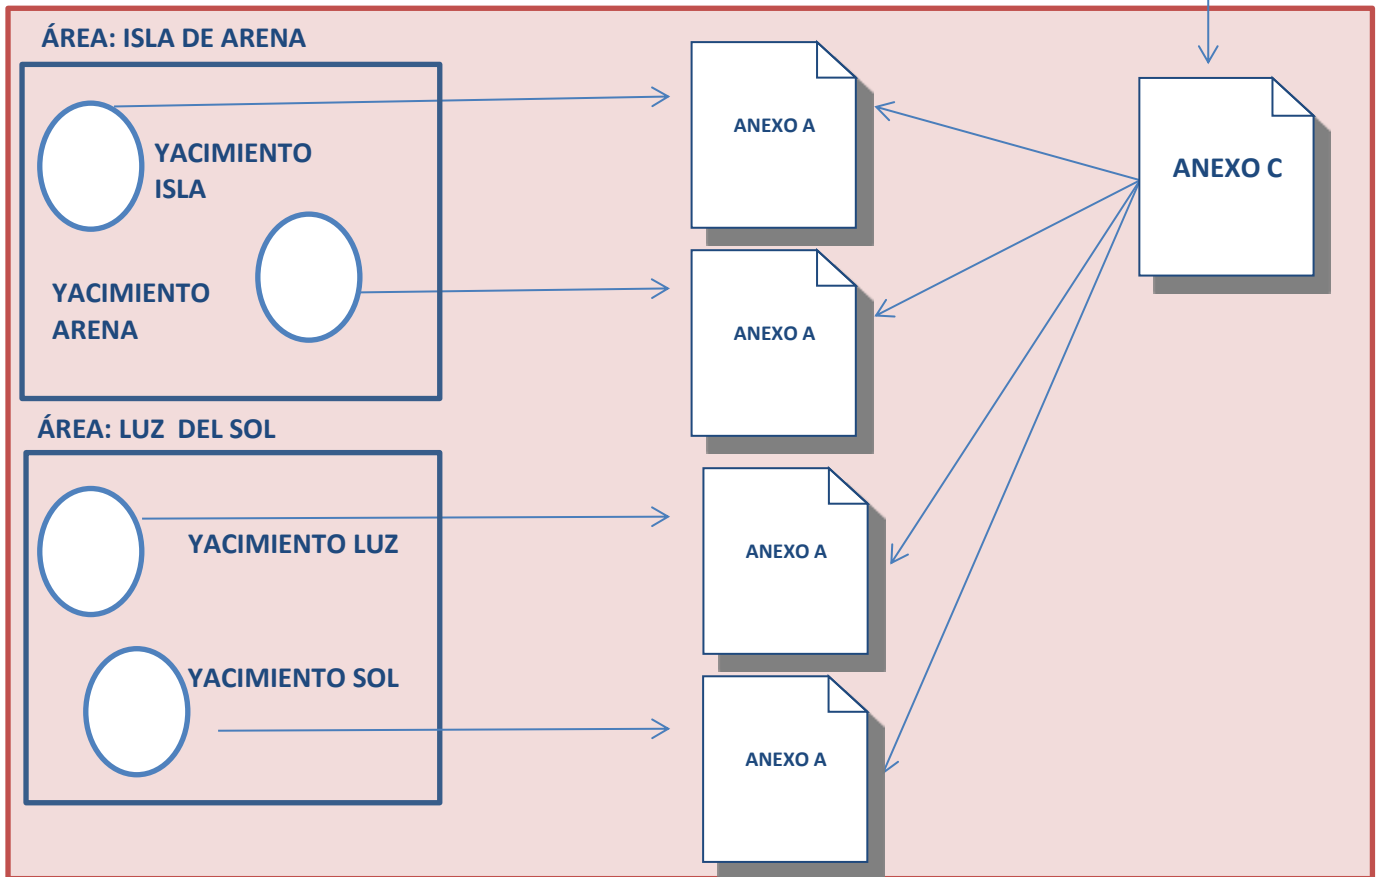 ÁREA: ISLA DE ARENA
ANEXO A
YACIMIENTO
ISLA
ANEXO C
YACIMIENTO
ARENA
ANEXO A
ÁREA: LUZ  DEL SOL
YACIMIENTO LUZ
ANEXO A
YACIMIENTO SOL
ANEXO A